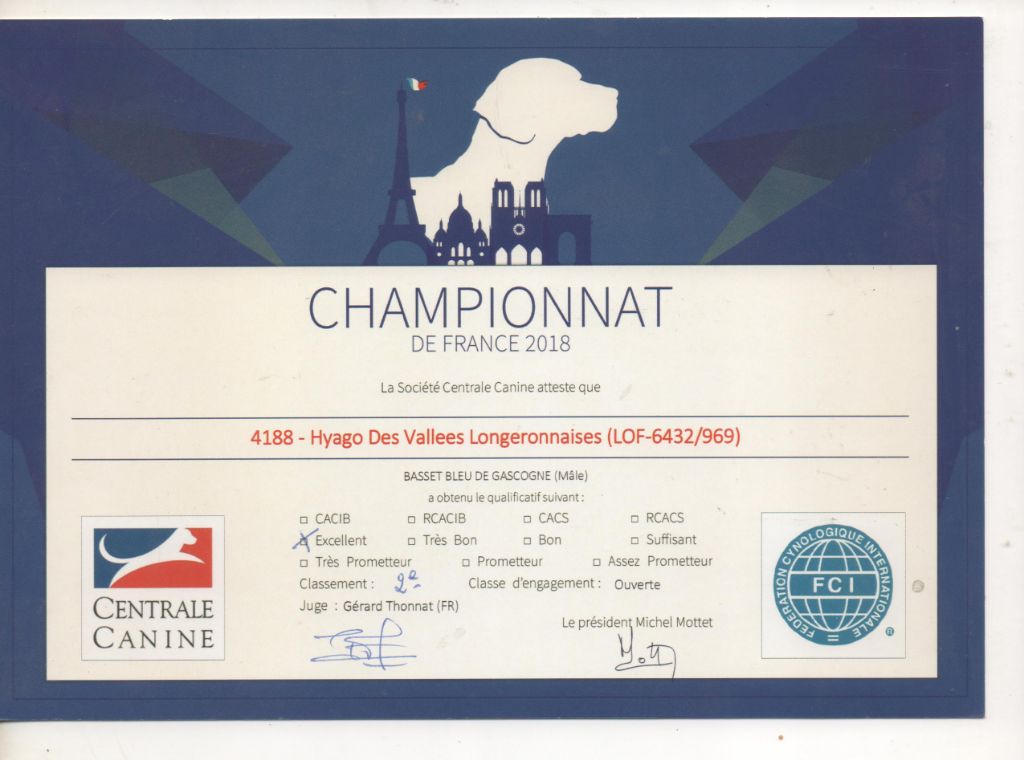 CHAMPIONNAT
DE FRANCE 2018
La Société Centrale Canine atteste que
4188 - Hyago Des Vallees Longeronnaises (LOF-6432/969)
BASSET BLEU DE GASCOGNE (Mâle)
a obtenu le qualificatif suivant :
CACIB RCACIB CACS RCACS
Excellent Très Bon Bon Suffisant
Très Prometteur Prometteur Assez Prometteur
Classement : 2e Classe d'engagement : Ouverte
Juge : Gérard Thonnat (FR)
Le président Michel Mottet
CENTRALE
CANINE
FEDERATION CYNOLOGIQUE INTERNATIONALE
FCI
®